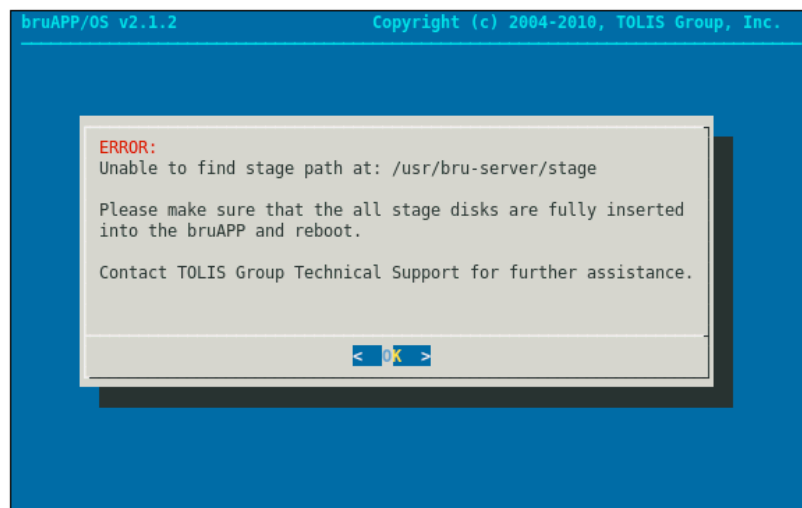 bruAPP/OS v2.1.2 Copyright (c) 2004-2010, TOLIS Group, Inc.
ERROR:
Unable to find stage path at: /usr/bru-server/stage
Please make sure that the all stage disks are fully inserted
into the bruAPP and reboot.
Contact TOLIS Group Technical Support for further assistance.
< OK >